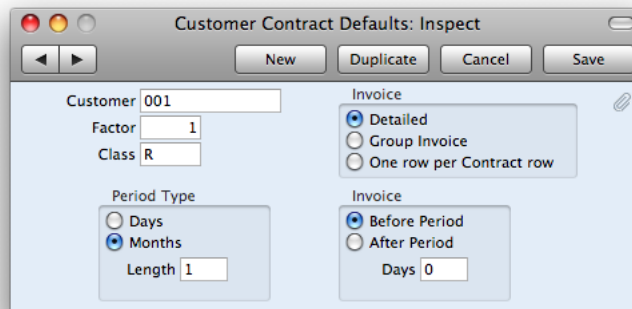 Customer Contract Defaults: Inspect
New Duplicate Cancel Save
Customer 001
Factor 1
Class R
Invoice
Detailed
Group Invoice
One row per Contract row
Period Type
Days
Months
Length 1
Invoice
Before Period
After Period
Days 0